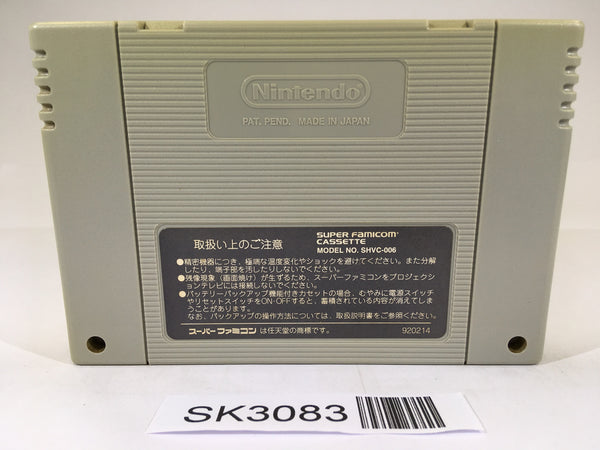 Nintendo
PAT. PEND. MADE IN JAPAN
取扱い上のご注意
SUPER FAMICOM
CASSETTE
MODEL NO. SHVC-006
●精密機器につき、極端な温度変化やショックを避けてください。また分解
したり、端子部を汚したりしないでください。
●残像現象（画面焼け）が生ずるため、スーパーファミコンをプロジェクシ
ョンテレビには接続しないでください。
●バッテリーバックアップ機能付きカセットの場合、むやみに電源スイッチ
やリセットスイッチをON・OFFすると、蓄積されている内容が消えてしま
うことがあります。
なお、バックアップの操作方法については、取扱説明書をご参照ください。
スーパーファミコン は任天堂の商標です。 920214
SK3083